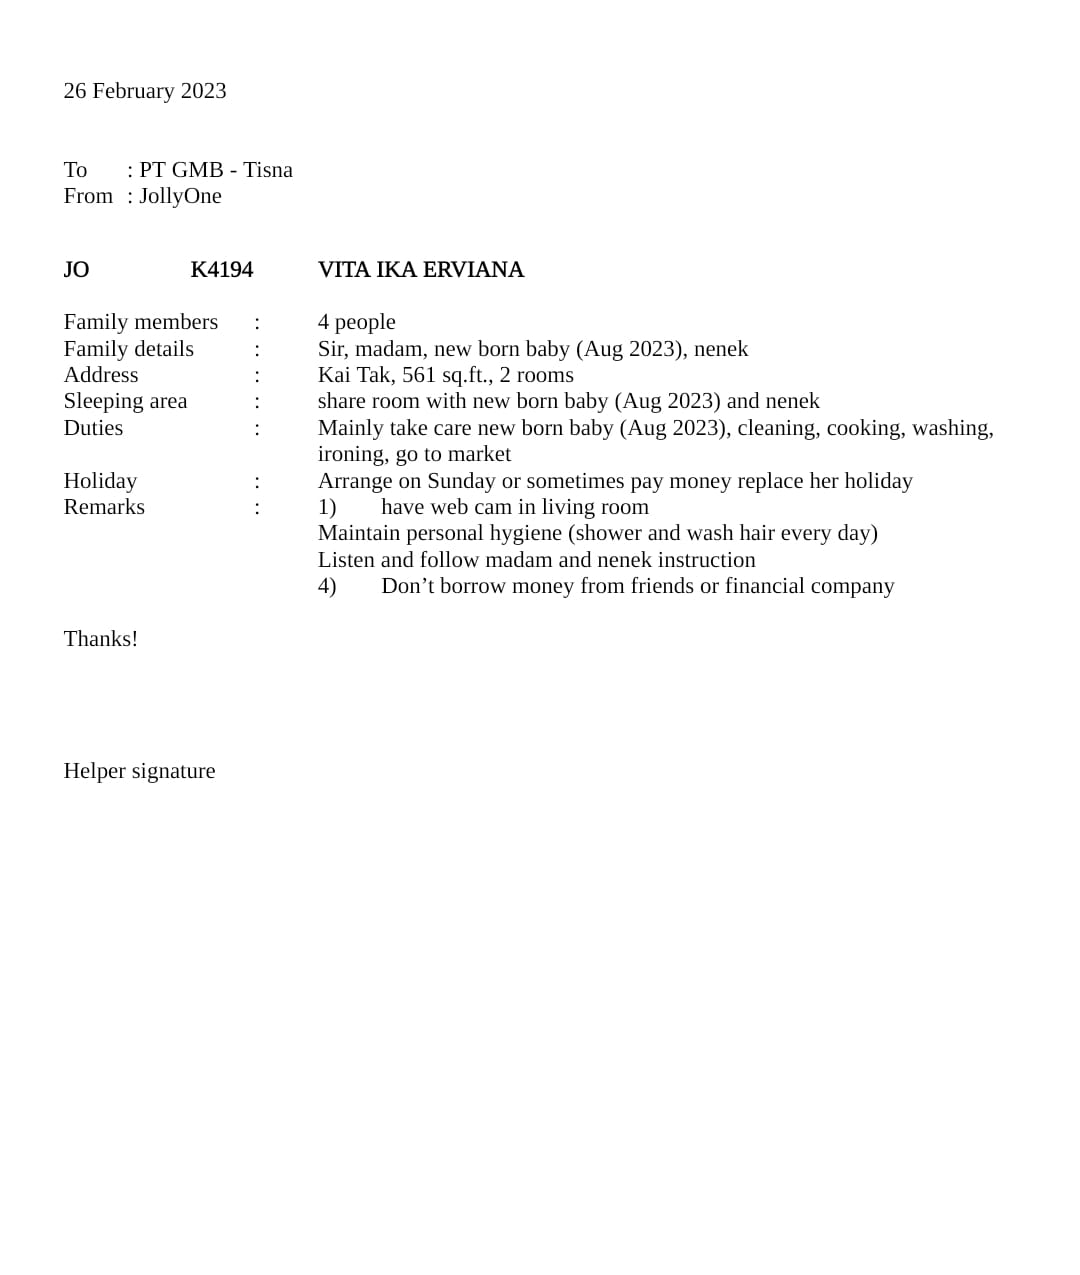 26 February 2023
To : PT GMB - Tisna
From : JollyOne
JO K4194 VITA IKA ERVIANA
Family members : 4 people
Family details : Sir, madam, new born baby (Aug 2023), nenek
Address : Kai Tak, 561 sq.ft., 2 rooms
Sleeping area : share room with new born baby (Aug 2023) and nenek
Duties : Mainly take care new born baby (Aug 2023), cleaning, cooking, washing,
ironing, go to market
Holiday : Arrange on Sunday or sometimes pay money replace her holiday
Remarks : 1) have web cam in living room
Maintain personal hygiene (shower and wash hair every day)
Listen and follow madam and nenek instruction
4) Don’t borrow money from friends or financial company
Thanks!
Helper signature